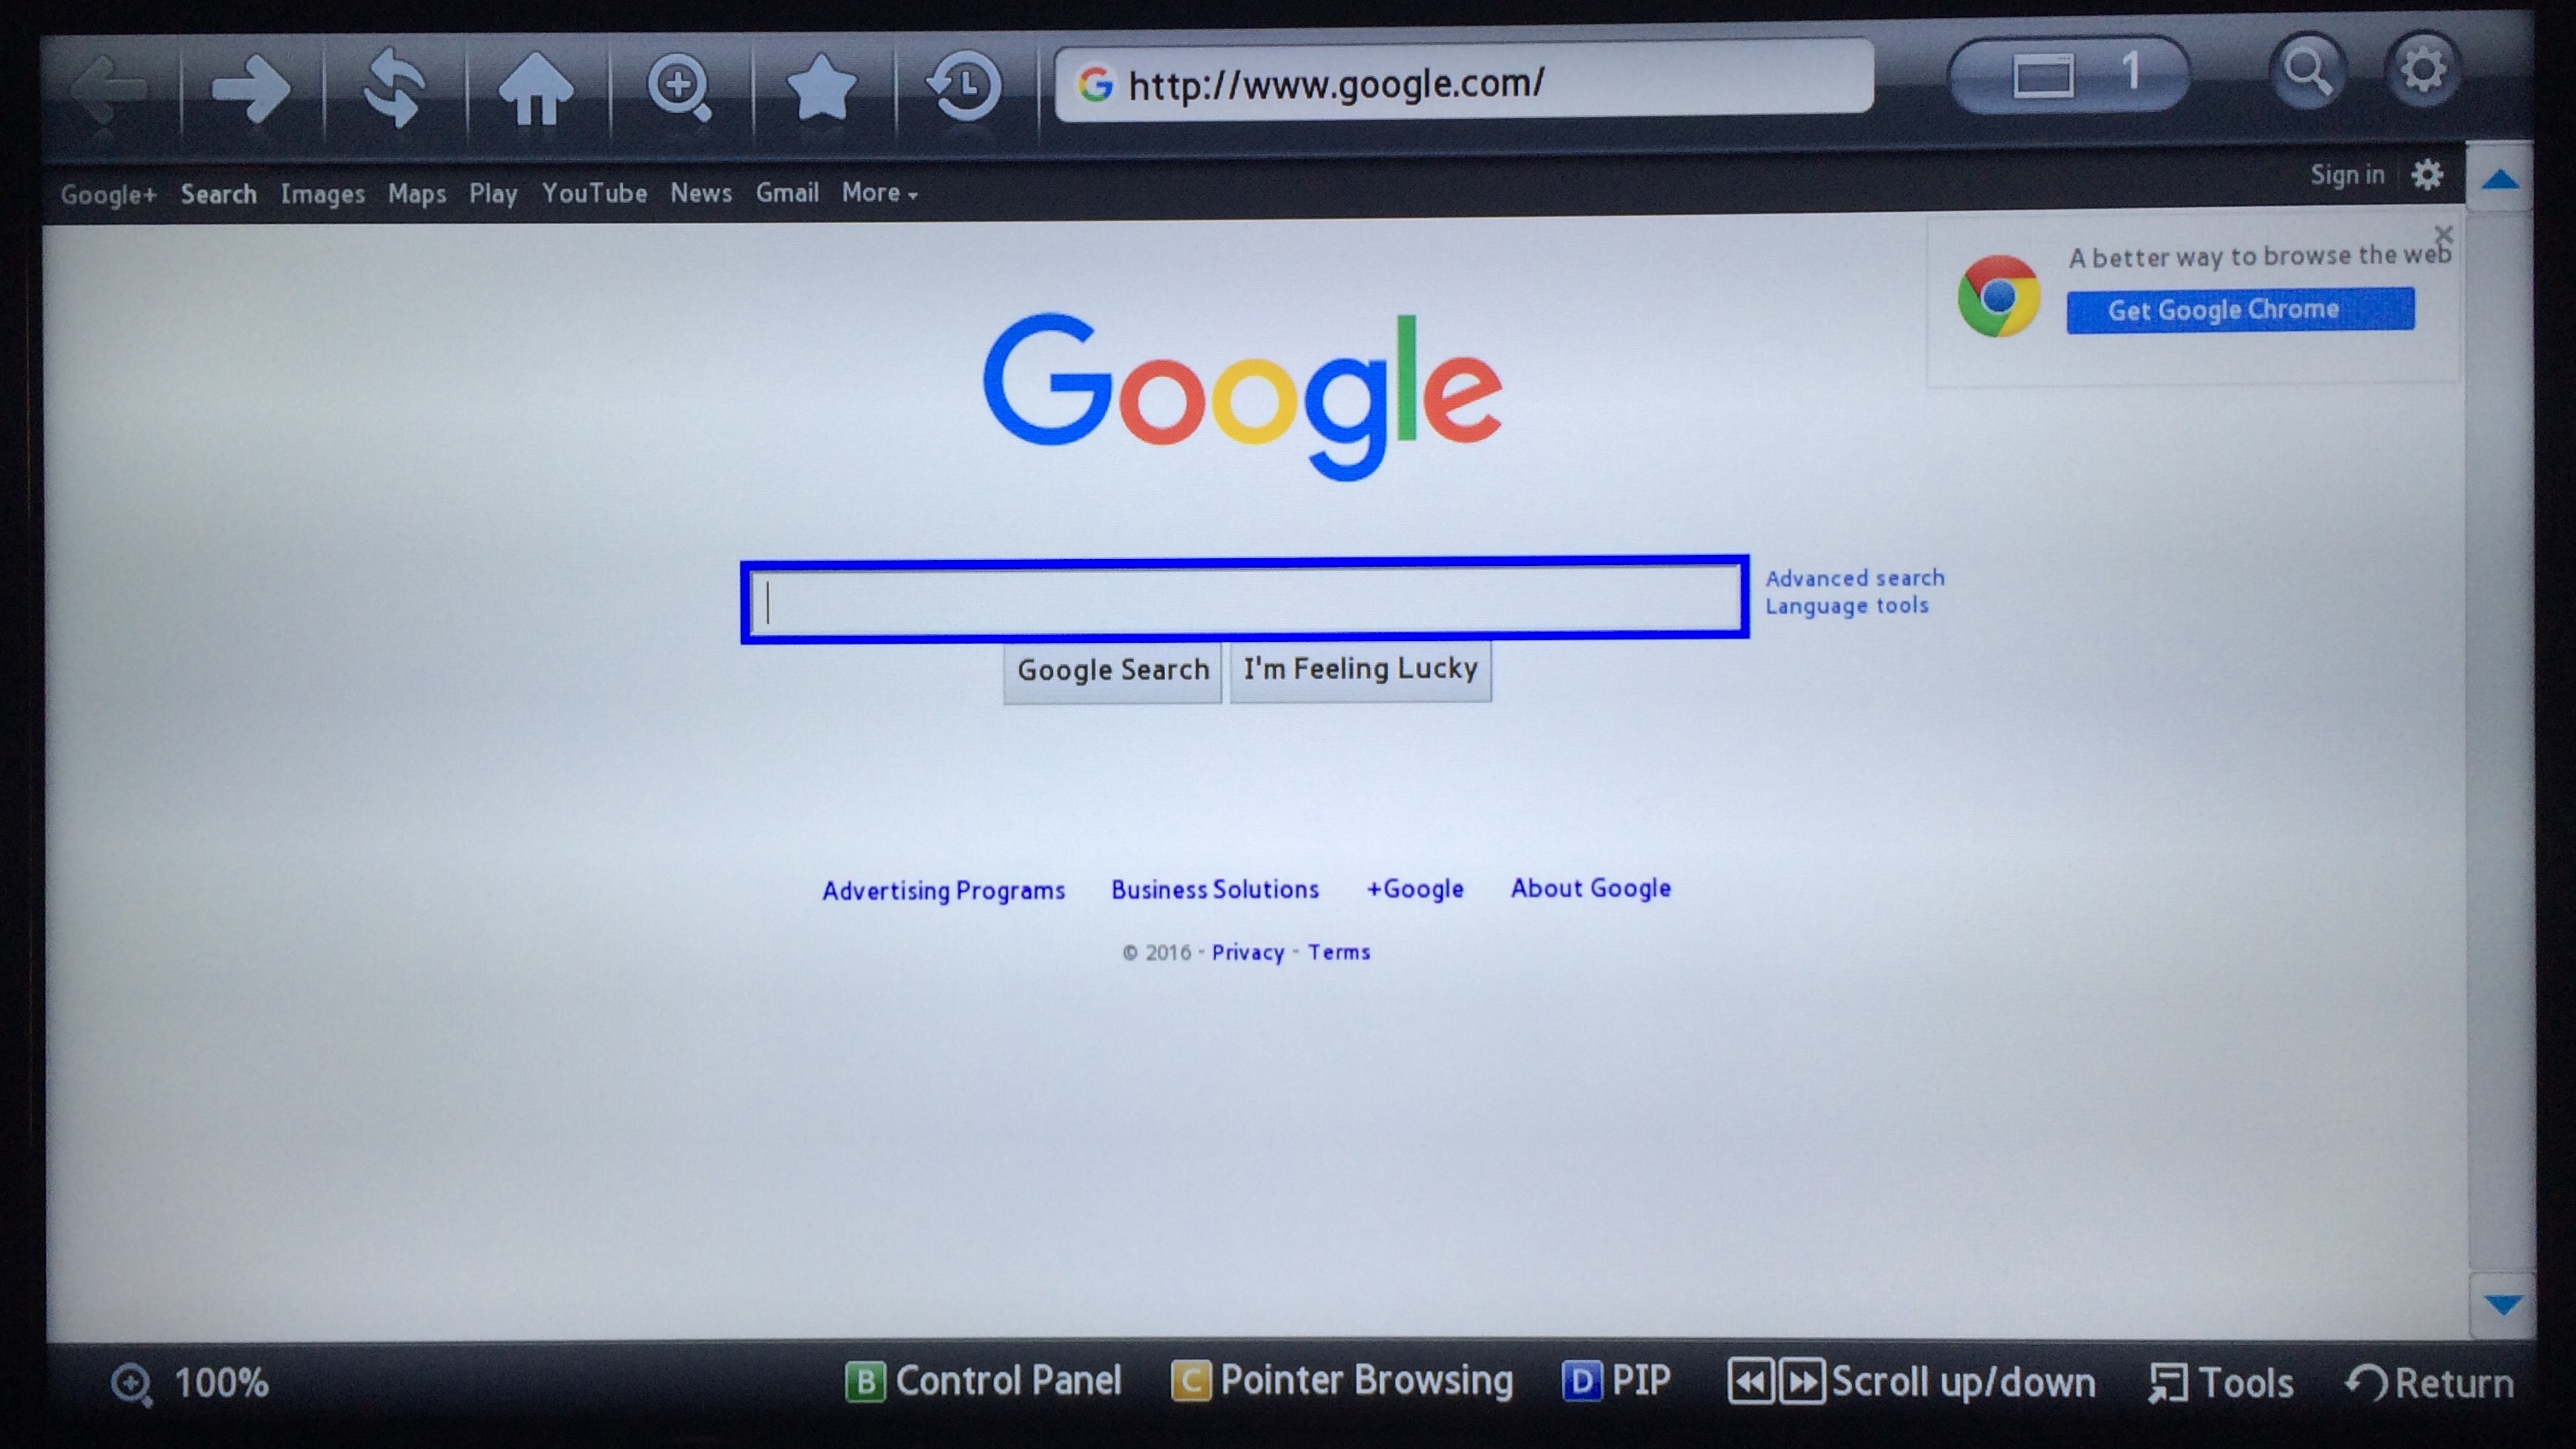 http://www.google.com/
1
Google+ Search Images Maps Play YouTube News Gmail More
Sign in
A better way to browse the web
Get Google Chrome
Google
Advanced search
Language tools
Google Search I'm Feeling Lucky
Advertising Programs Business Solutions +Google About Google
© 2016 - Privacy - Terms
100% B Control Panel C Pointer Browsing D PIP Scroll up/down Tools Return